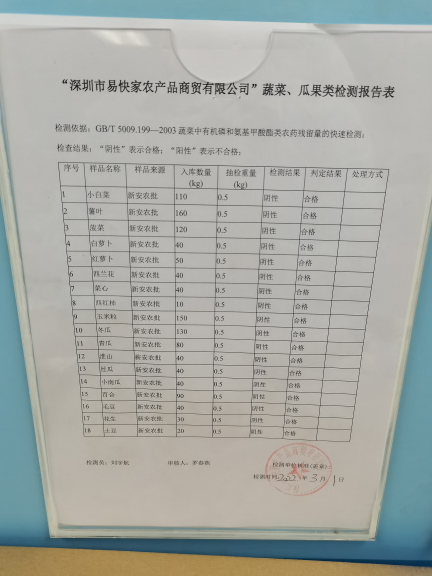 “深圳市易快家农产品商贸有限公司”蔬菜、瓜果类检测报告表
检测依据：GB/T 5009.199—2003 蔬菜中有机磷和氨基甲酸酯类农药残留量的快速检测；
检查结果：“阴性”表示合格；“阳性”表示不合格；
序号 样品名称 样品来源 入库数量(kg) 抽检重量(kg) 检测结果 判定结果 处理方式
1 小白菜 新安农批 110 0.5 阴性 合格
2 薯叶 新安农批 160 0.5 阴性 合格
3 菠菜 新安农批 120 0.5 阴性 合格
4 白萝卜 新安农批 40 0.5 阴性 合格
5 红萝卜 新安农批 50 0.5 阴性 合格
6 西兰花 新安农批 40 0.5 阴性 合格
7 菜心 新安农批 40 0.5 阴性 合格
8 西红柿 新安农批 10 0.5 阴性 合格
9 玉米粒 新安农批 150 0.5 阴性 合格
10 冬瓜 新安农批 130 0.5 阴性 合格
11 青瓜 新安农批 80 0.5 阴性 合格
12 淮山 新安农批 40 0.5 阴性 合格
13 丝瓜 新安农批 40 0.5 阴性 合格
14 小南瓜 新安农批 40 0.5 阴性 合格
15 百合 新安农批 90 0.5 阴性 合格
16 毛豆 新安农批 40 0.5 阴性 合格
17 花生 新安农批 30 0.5 阴性 合格
18 土豆 新安农批 20 0.5 阴性 合格
检测员：刘宇航 审核人：罗春燕 检测单位名称(盖章)
检测时间 年 3 月 1 日